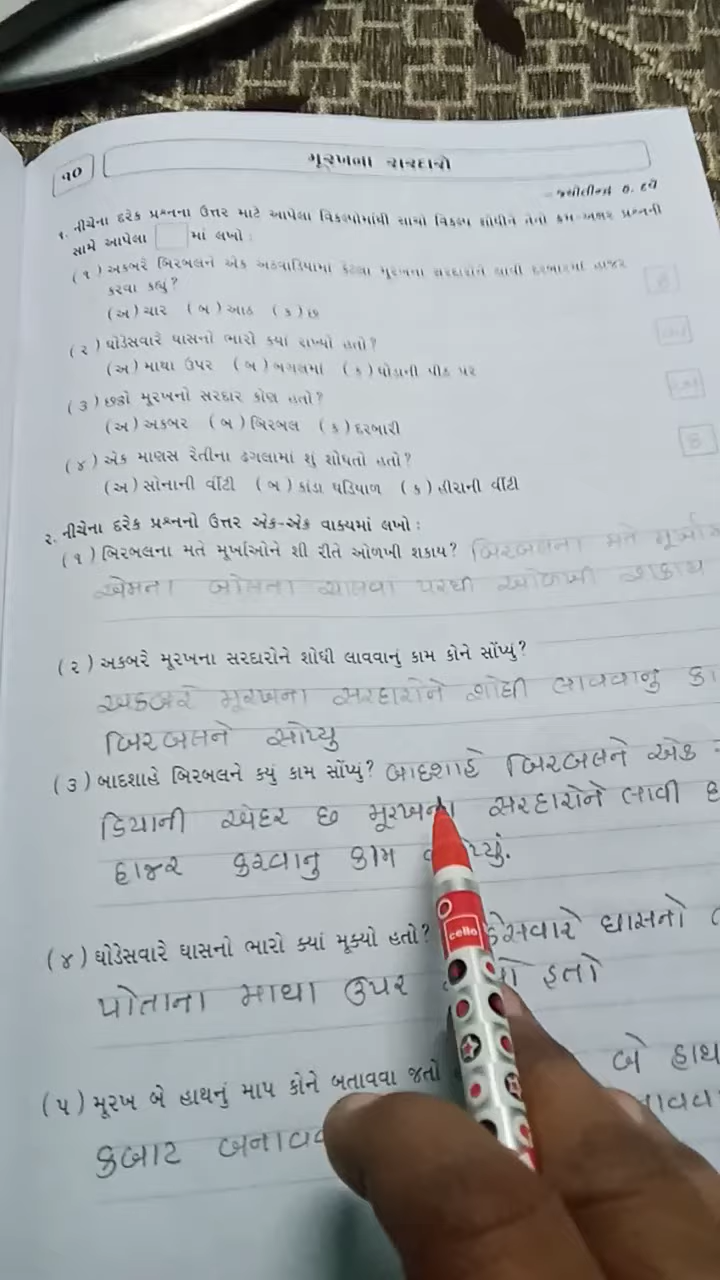 ૧૦
મૂરખના સરદારો
- જ્યોતીન્દ્ર હ. દવે
૧. નીચેના દરેક પ્રશ્નના ઉત્તર માટે આપેલા વિકલ્પોમાંથી સાચો વિકલ્પ શોધીને તેનો ક્રમ-અક્ષર પ્રશ્નની
સામે આપેલા માં લખો :
(૧) અકબરે બિરબલને એક અઠવાડિયામાં કેટલા મૂરખના સરદારોને લાવી દરબારમાં હાજર
કરવા કહ્યું?
(અ) ચાર (બ) આઠ (ક) છ
(૨) ઘોડેસવારે ઘાસનો ભારો ક્યાં રાખ્યો હતો?
(અ) માથા ઉપર (બ) બગલમાં (ક) ઘોડાની પીઠ પર
(૩) છઠ્ઠો મૂરખનો સરદાર કોણ હતો?
(અ) અકબર (બ) બિરબલ (ક) દરબારી
(૪) એક માણસ રેતીના ઢગલામાં શું શોધતો હતો?
(અ) સોનાની વીંટી (બ) કાંડા ઘડિયાળ (ક) હીરાની વીંટી
૨. નીચેના દરેક પ્રશ્નનો ઉત્તર એક-એક વાક્યમાં લખો :
(૧) બિરબલના મતે મૂર્ખાઓને શી રીતે ઓળખી શકાય? બિરબલના મતે
એમના બોલતા ચાલવા પરથી ઓળખી શકાય
(૨) અકબરે મૂરખના સરદારોને શોધી લાવવાનું કામ કોને સોંપ્યું?
અકબરે મૂરખના સરદારોને શોધી લાવવાનુ કા
બિરબલને સોપ્યુ
(૩) બાદશાહે બિરબલને ક્યું કામ સોંપ્યું? બાદશાહે બિરબલને એક
ડિયાની અંદર છ મૂરખના સરદારોને લાવી
હાજર કરવાનુ કામ
(૪) ઘોડેસવારે ઘાસનો ભારો ક્યાં મૂક્યો હતો? ડેસવારે ઘાસનો
પોતાના માથા ઉપર હતો
cello
(૫) મૂરખ બે હાથનું માપ કોને બતાવવા જતો બે હાથ
કબાટ